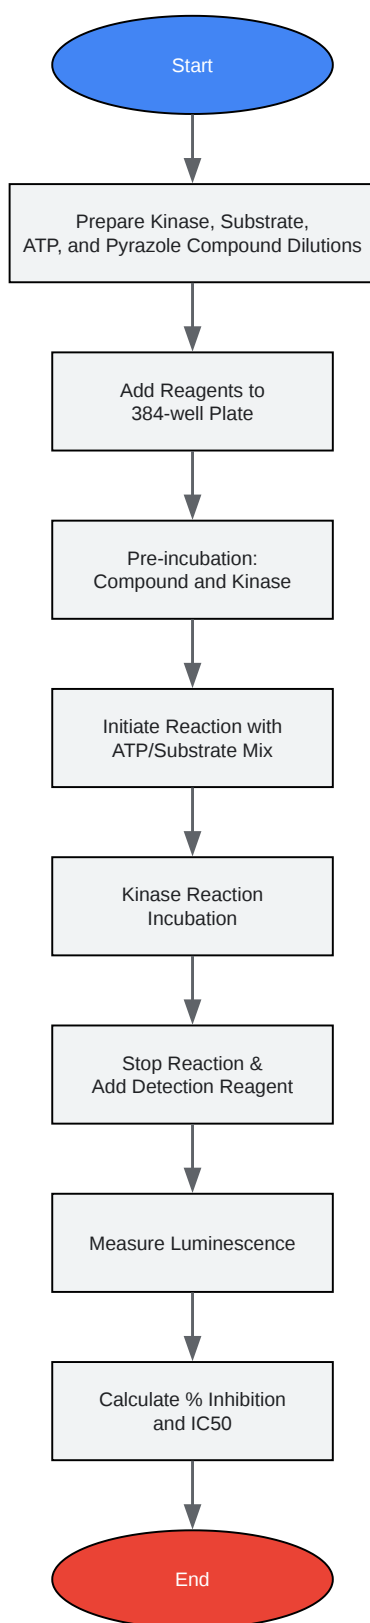 Start
Prepare Kinase, Substrate,
ATP, and Pyrazole Compound Dilutions
Add Reagents to
384-well Plate
Pre-incubation:
Compound and Kinase
Initiate Reaction with
ATP/Substrate Mix
Kinase Reaction
Incubation
Stop Reaction &
Add Detection Reagent
Measure Luminescence
Calculate % Inhibition
and IC50
End